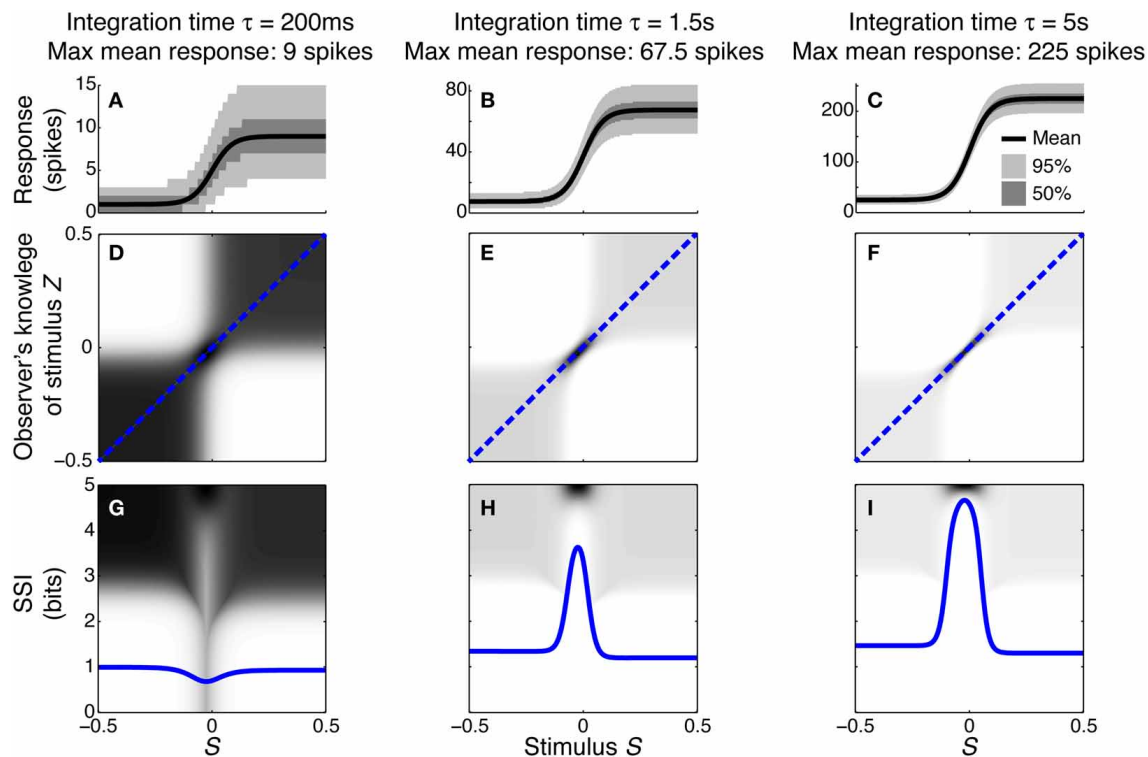 Integration time τ = 200ms
Max mean response: 9 spikes
Integration time τ = 1.5s
Max mean response: 67.5 spikes
Integration time τ = 5s
Max mean response: 225 spikes
Response
(spikes)
15
10
5
0
A
80
40
0
B
200
100
0
C
Mean
95%
50%
Observer's knowlege
of stimulus Z
0.5
0
−0.5
D
E
F
SSI
(bits)
5
4
3
2
1
0
G
H
I
−0.5 0 0.5
−0.5 0 0.5
−0.5 0 0.5
S
Stimulus S
S